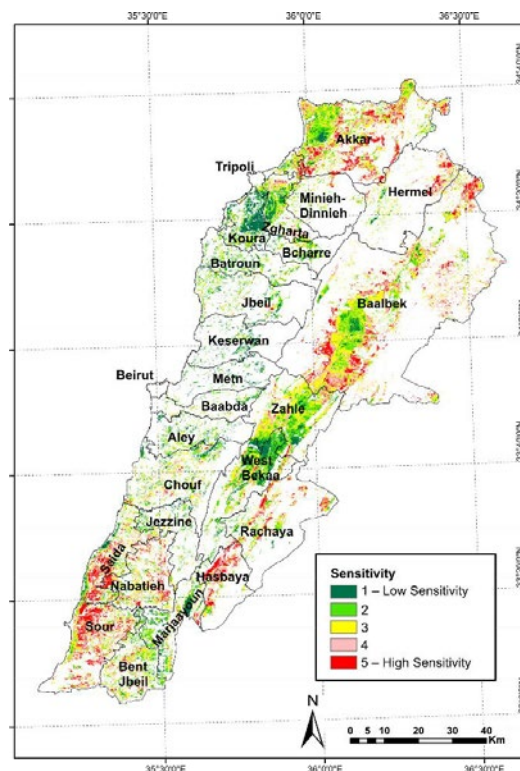 35°30'0"E 36°0'0"E 36°30'0"E
Akkar
Tripoli
Hermel
Minieh-
Dinnieh
Zgharta
Koura
Bcharre
Batroun
Jbeil
Baalbek
Keserwan
Beirut
Metn
Baabda
Zahle
Aley
West
Bekaa
Chouf
Jezzine
Rachaya
Saida
Hasbaya
Nabatieh
Marjaayoun
Sour
Bent
Jbeil
Sensitivity
1 – Low Sensitivity
2
3
4
5 – High Sensitivity
N
0 5 10 20 30 40
Km
35°30'0"E 36°0'0"E 36°30'0"E